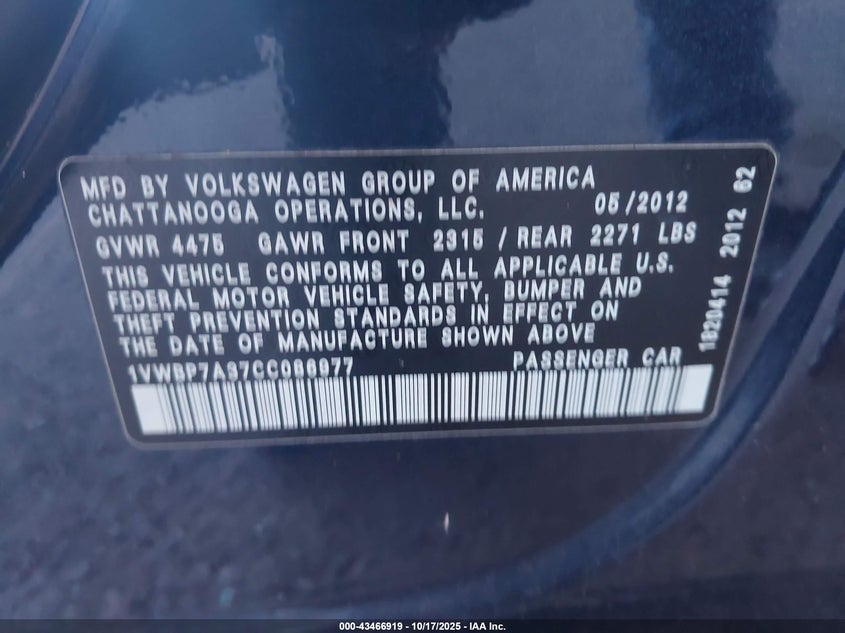 MFD BY VOLKSWAGEN GROUP OF AMERICA
CHATTANOOGA OPERATIONS, LLC. 05/2012
GVWR 4475 GAWR FRONT 2315 / REAR 2271 LBS
THIS VEHICLE CONFORMS TO ALL APPLICABLE U.S.
FEDERAL MOTOR VEHICLE SAFETY, BUMPER AND
THEFT PREVENTION STANDARDS IN EFFECT ON
THE DATE OF MANUFACTURE SHOWN ABOVE
1VWBP7A37CC086977 PASSENGER CAR
1820414 2012 62
000-43466919 - 10/17/2025 - IAA Inc.